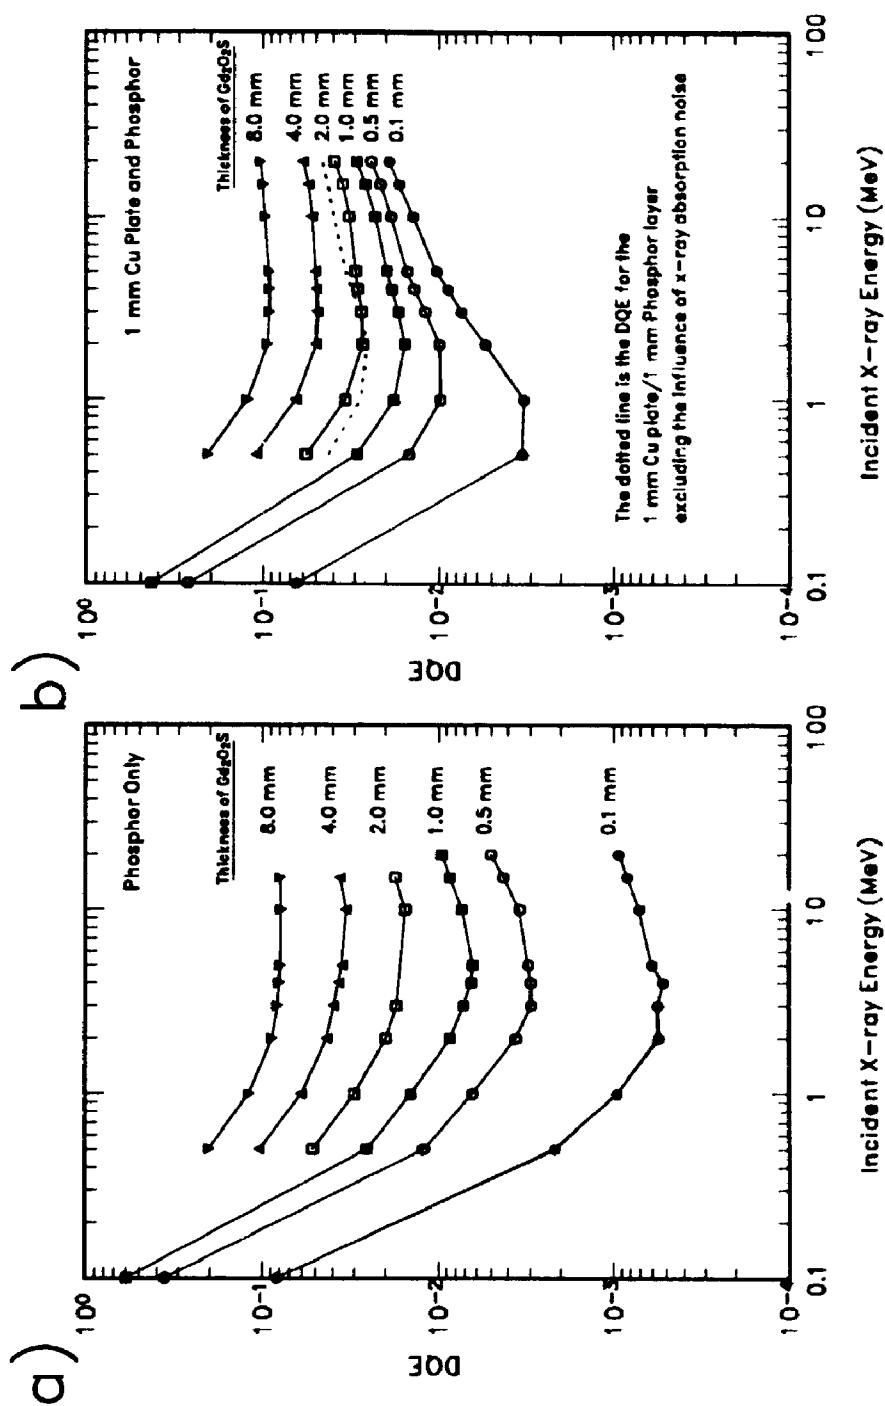 a)
Phosphor Only
Thickness of Gd₂O₂S
8.0 mm
4.0 mm
2.0 mm
1.0 mm
0.5 mm
0.1 mm
DQE
10⁰
10⁻¹
10⁻²
10⁻³
10⁻⁴
0.1
1
10
100
Incident X-ray Energy (MeV)
b)
1 mm Cu Plate and Phosphor
Thickness of Gd₂O₂S
8.0 mm
4.0 mm
2.0 mm
1.0 mm
0.5 mm
0.1 mm
The dotted line is the DQE for the
1 mm Cu plate/1 mm Phosphor layer
excluding the influence of x-ray absorption noise
DQE
10⁰
10⁻¹
10⁻²
10⁻³
10⁻⁴
0.1
1
10
100
Incident X-ray Energy (MeV)